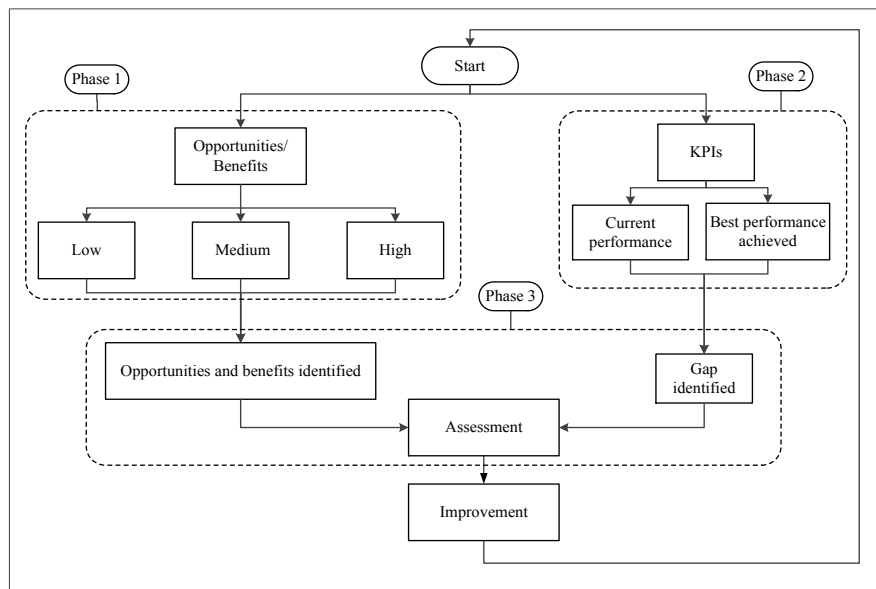 Start
Phase 1
Phase 2
Opportunities/
Benefits
KPIs
Low
Medium
High
Current
performance
Best performance
achieved
Phase 3
Opportunities and benefits identified
Gap
identified
Assessment
Improvement